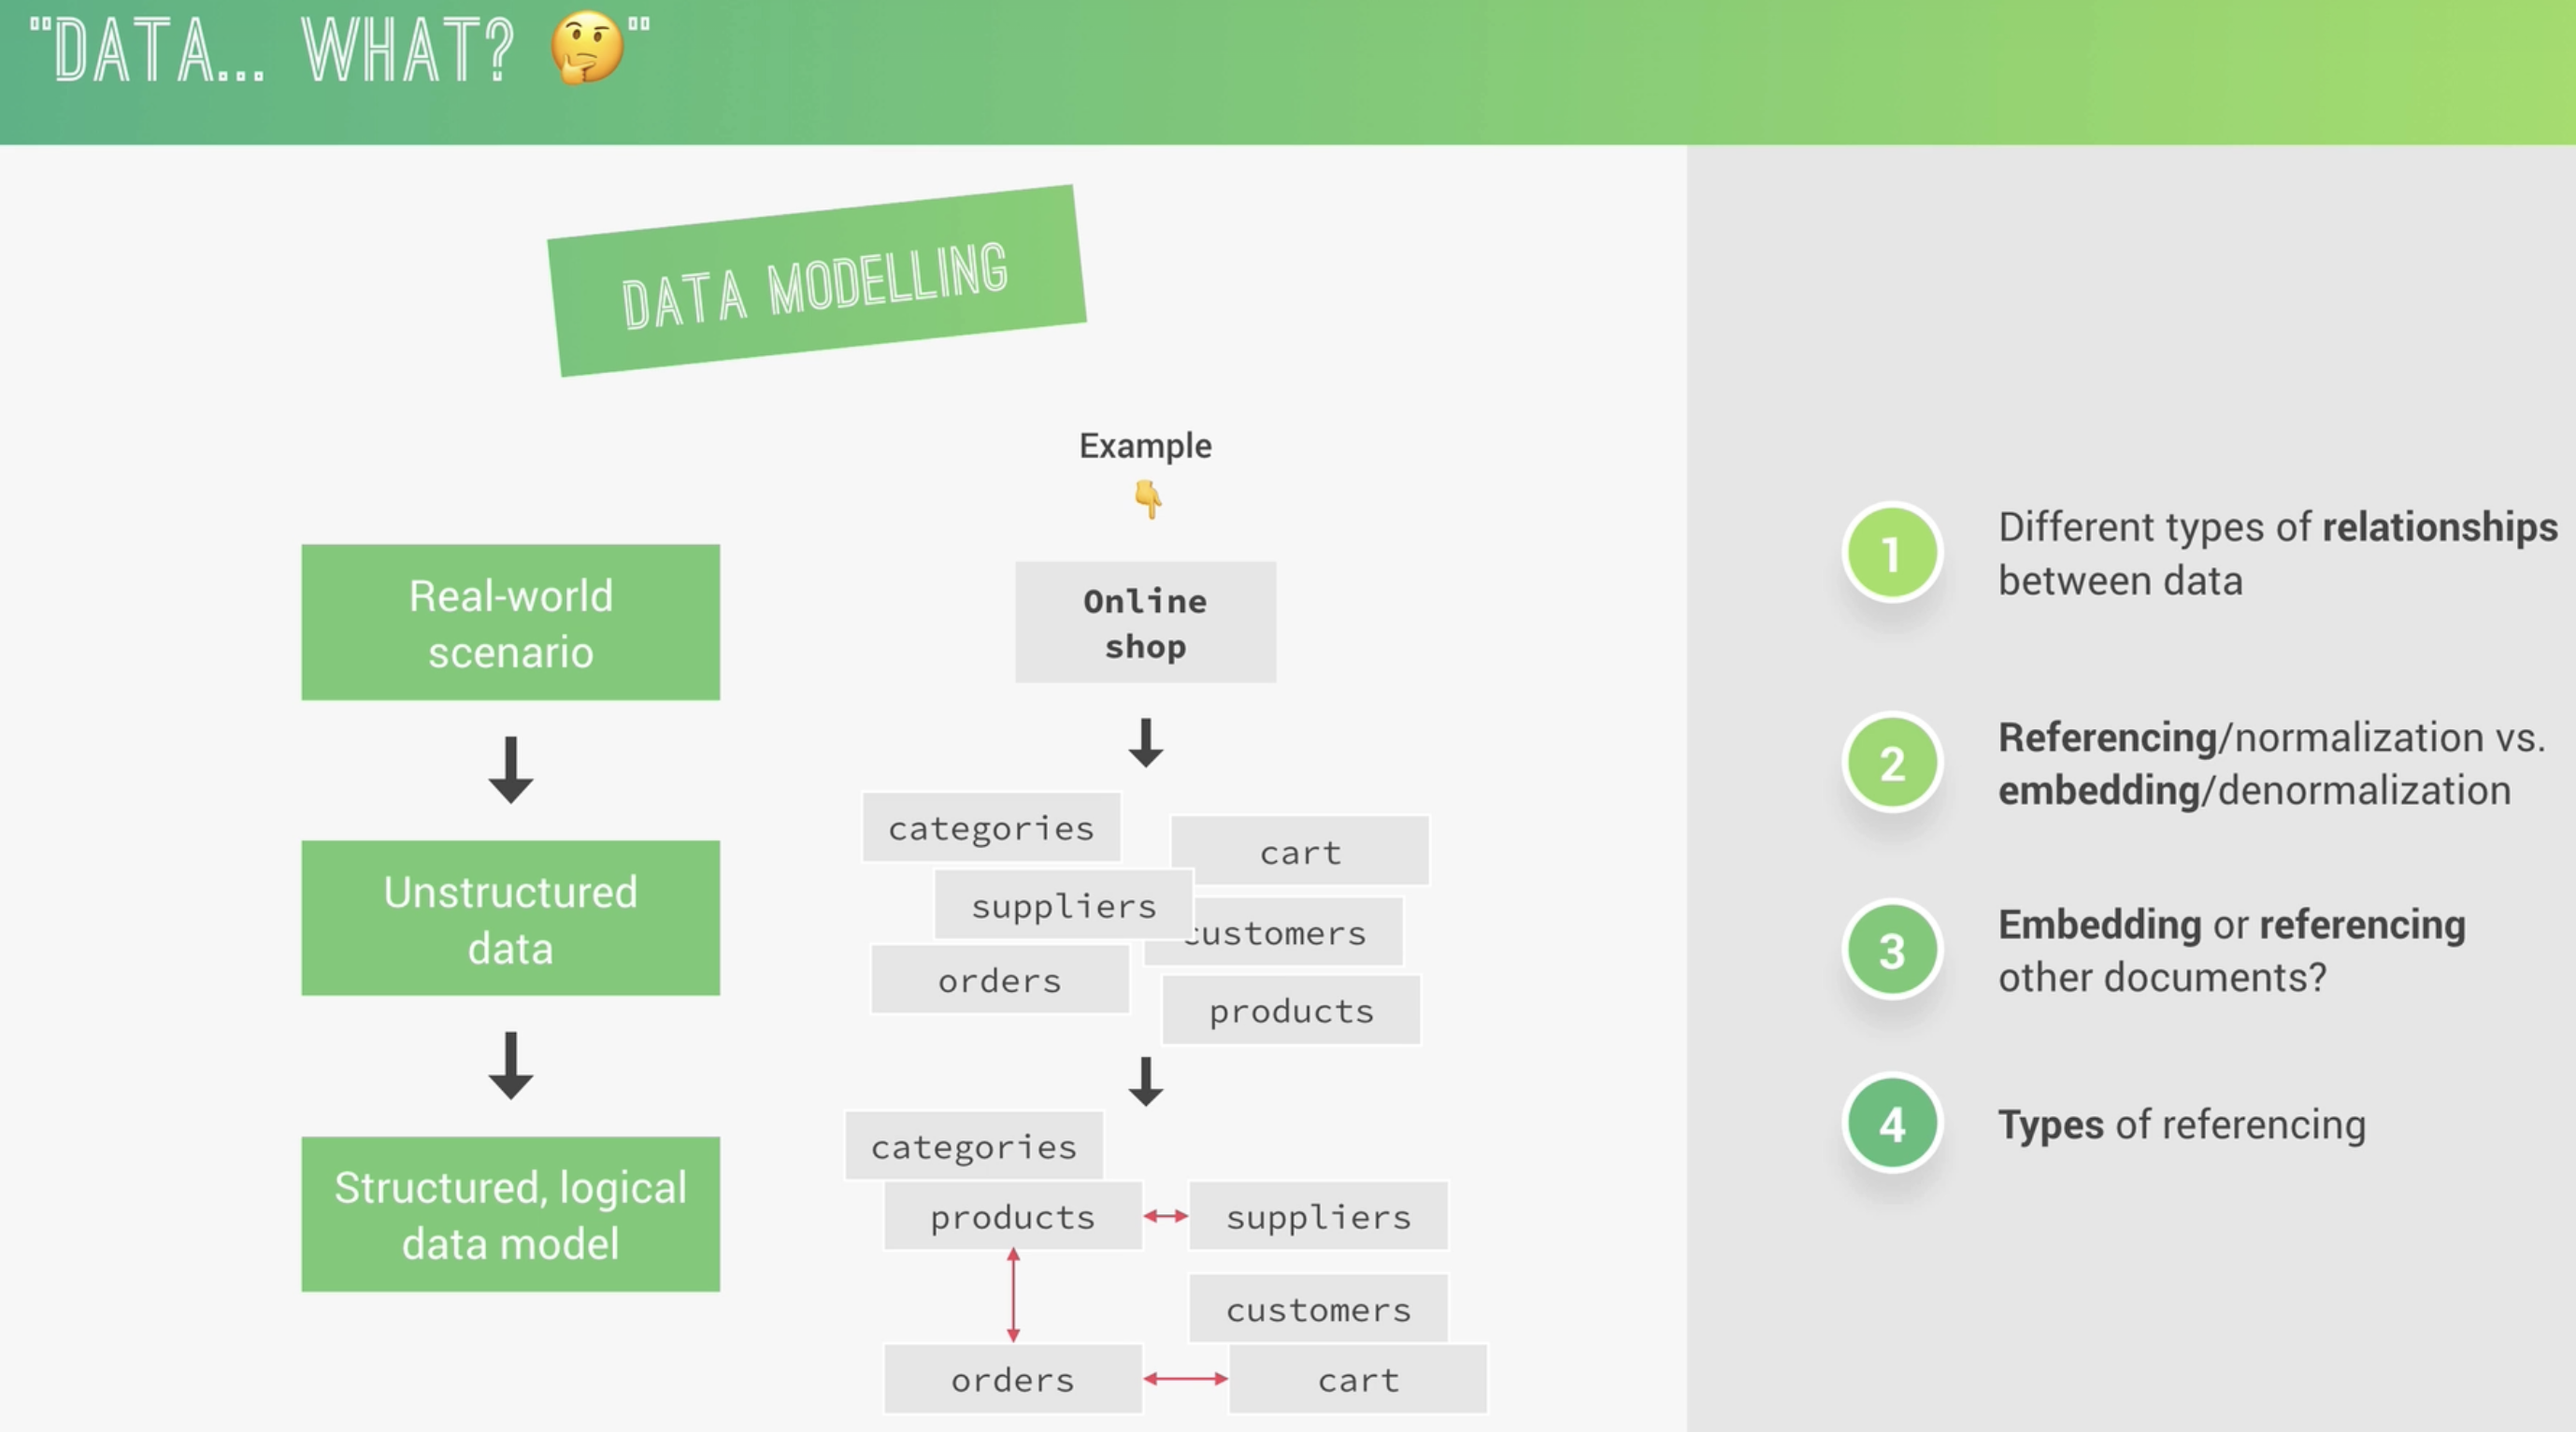 "DATA... WHAT? 🤔"
DATA MODELLING
Real-world
scenario
Unstructured
data
Structured, logical
data model
Example
👇
Online
shop
categories
cart
suppliers
customers
orders
products
categories
products
suppliers
customers
orders
cart
1
Different types of relationships
between data
2
Referencing/normalization vs.
embedding/denormalization
3
Embedding or referencing
other documents?
4
Types of referencing